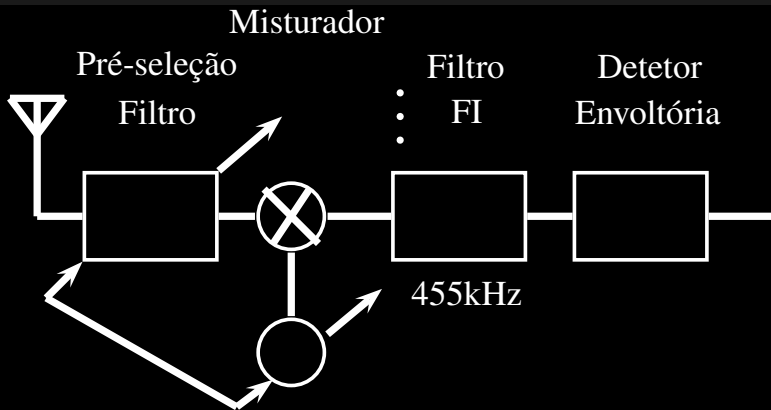 Misturador
Pré-seleção
Filtro
Filtro
FI
Detetor
Envoltória
455kHz